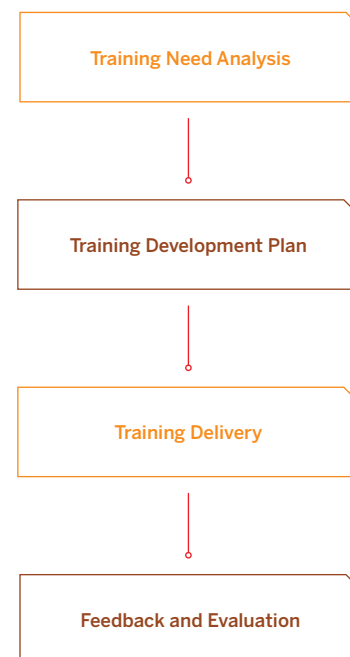 Training Need Analysis
Training Development Plan
Training Delivery
Feedback and Evaluation